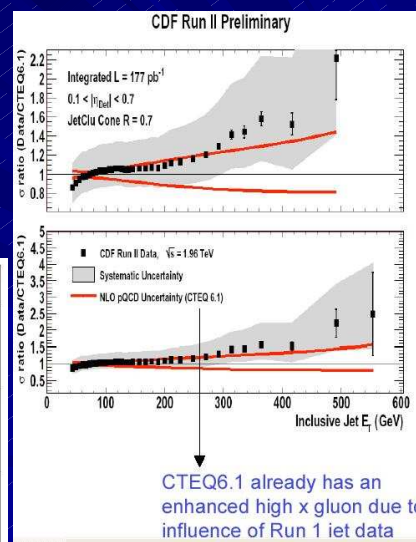 CDF Run II Preliminary
σ ratio (Data/CTEQ6.1)
2.2
2
1.8
1.6
1.4
1.2
1
0.8
Integrated L = 177 pb⁻¹
0.1 < |η_Det| < 0.7
JetClu Cone R = 0.7
σ ratio (Data/CTEQ6.1)
5
4.5
4
3.5
3
2.5
2
1.5
1
0.5
CDF Run II Data, √s = 1.96 TeV
Systematic Uncertainty
NLO pQCD Uncertainty (CTEQ 6.1)
0 100 200 300 400 500 600
Inclusive Jet E_T (GeV)
CTEQ6.1 already has an
enhanced high x gluon due to
influence of Run 1 jet data